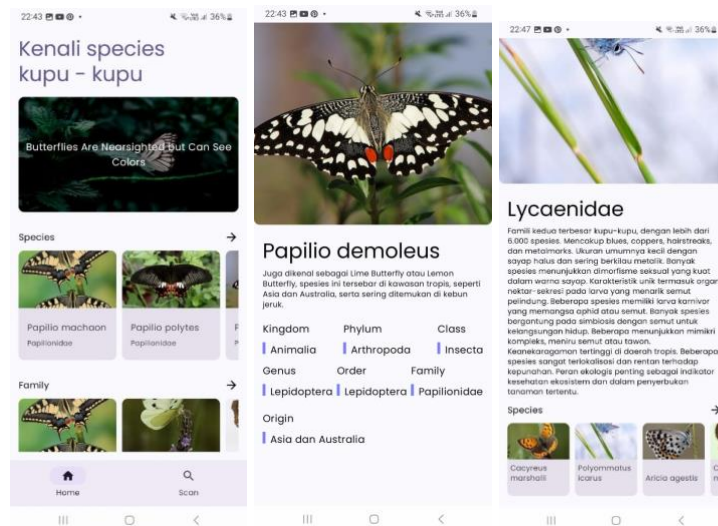 22:43
36%
Kenali species
kupu - kupu
Butterflies Are Nearsighted but Can See
Colors
Species
Papilio machaon
Papilionidae
Papilio polytes
Papilionidae
Family
Home
Scan
22:43
36%
Papilio demoleus
Juga dikenal sebagai Lime Butterfly atau Lemon
Butterfly, spesies ini tersebar di kawasan tropis, seperti
Asia dan Australia, serta sering ditemukan di kebun
jeruk.
Kingdom Phylum Class
Animalia Arthropoda Insecta
Genus Order Family
Lepidoptera Lepidoptera Papilionidae
Origin
Asia dan Australia
22:47
36%
Lycaenidae
Famili kedua terbesar kupu-kupu, dengan lebih dari
6.000 spesies. Mencakup blues, coppers, hairstreaks,
dan metalmarks. Ukuran umumnya kecil dengan
sayap halus dan sering berkilau metalik. Banyak
spesies menunjukkan dimorfisme seksual yang kuat
dalam warna sayap. Karakteristik unik termasuk organ
nektar-sekresi pada larva yang menarik semut
pelindung. Beberapa spesies memiliki larva karnivor
yang memangsa aphid atau semut. Banyak spesies
bergantung pada simbiosis dengan semut untuk
kelangsungan hidup. Beberapa menunjukkan mimikri
kompleks, meniru semut atau tawon.
Keanekaragaman tertinggi di daerah tropis. Beberapa
spesies sangat terlokalisasi dan rentan terhadap
kepunahan. Peran ekologis penting sebagai indikator
kesehatan ekosistem dan dalam penyerbukan
tanaman tertentu.
Species
Cacyreus
marshalli
Polyommatus
icarus
Aricia agestis